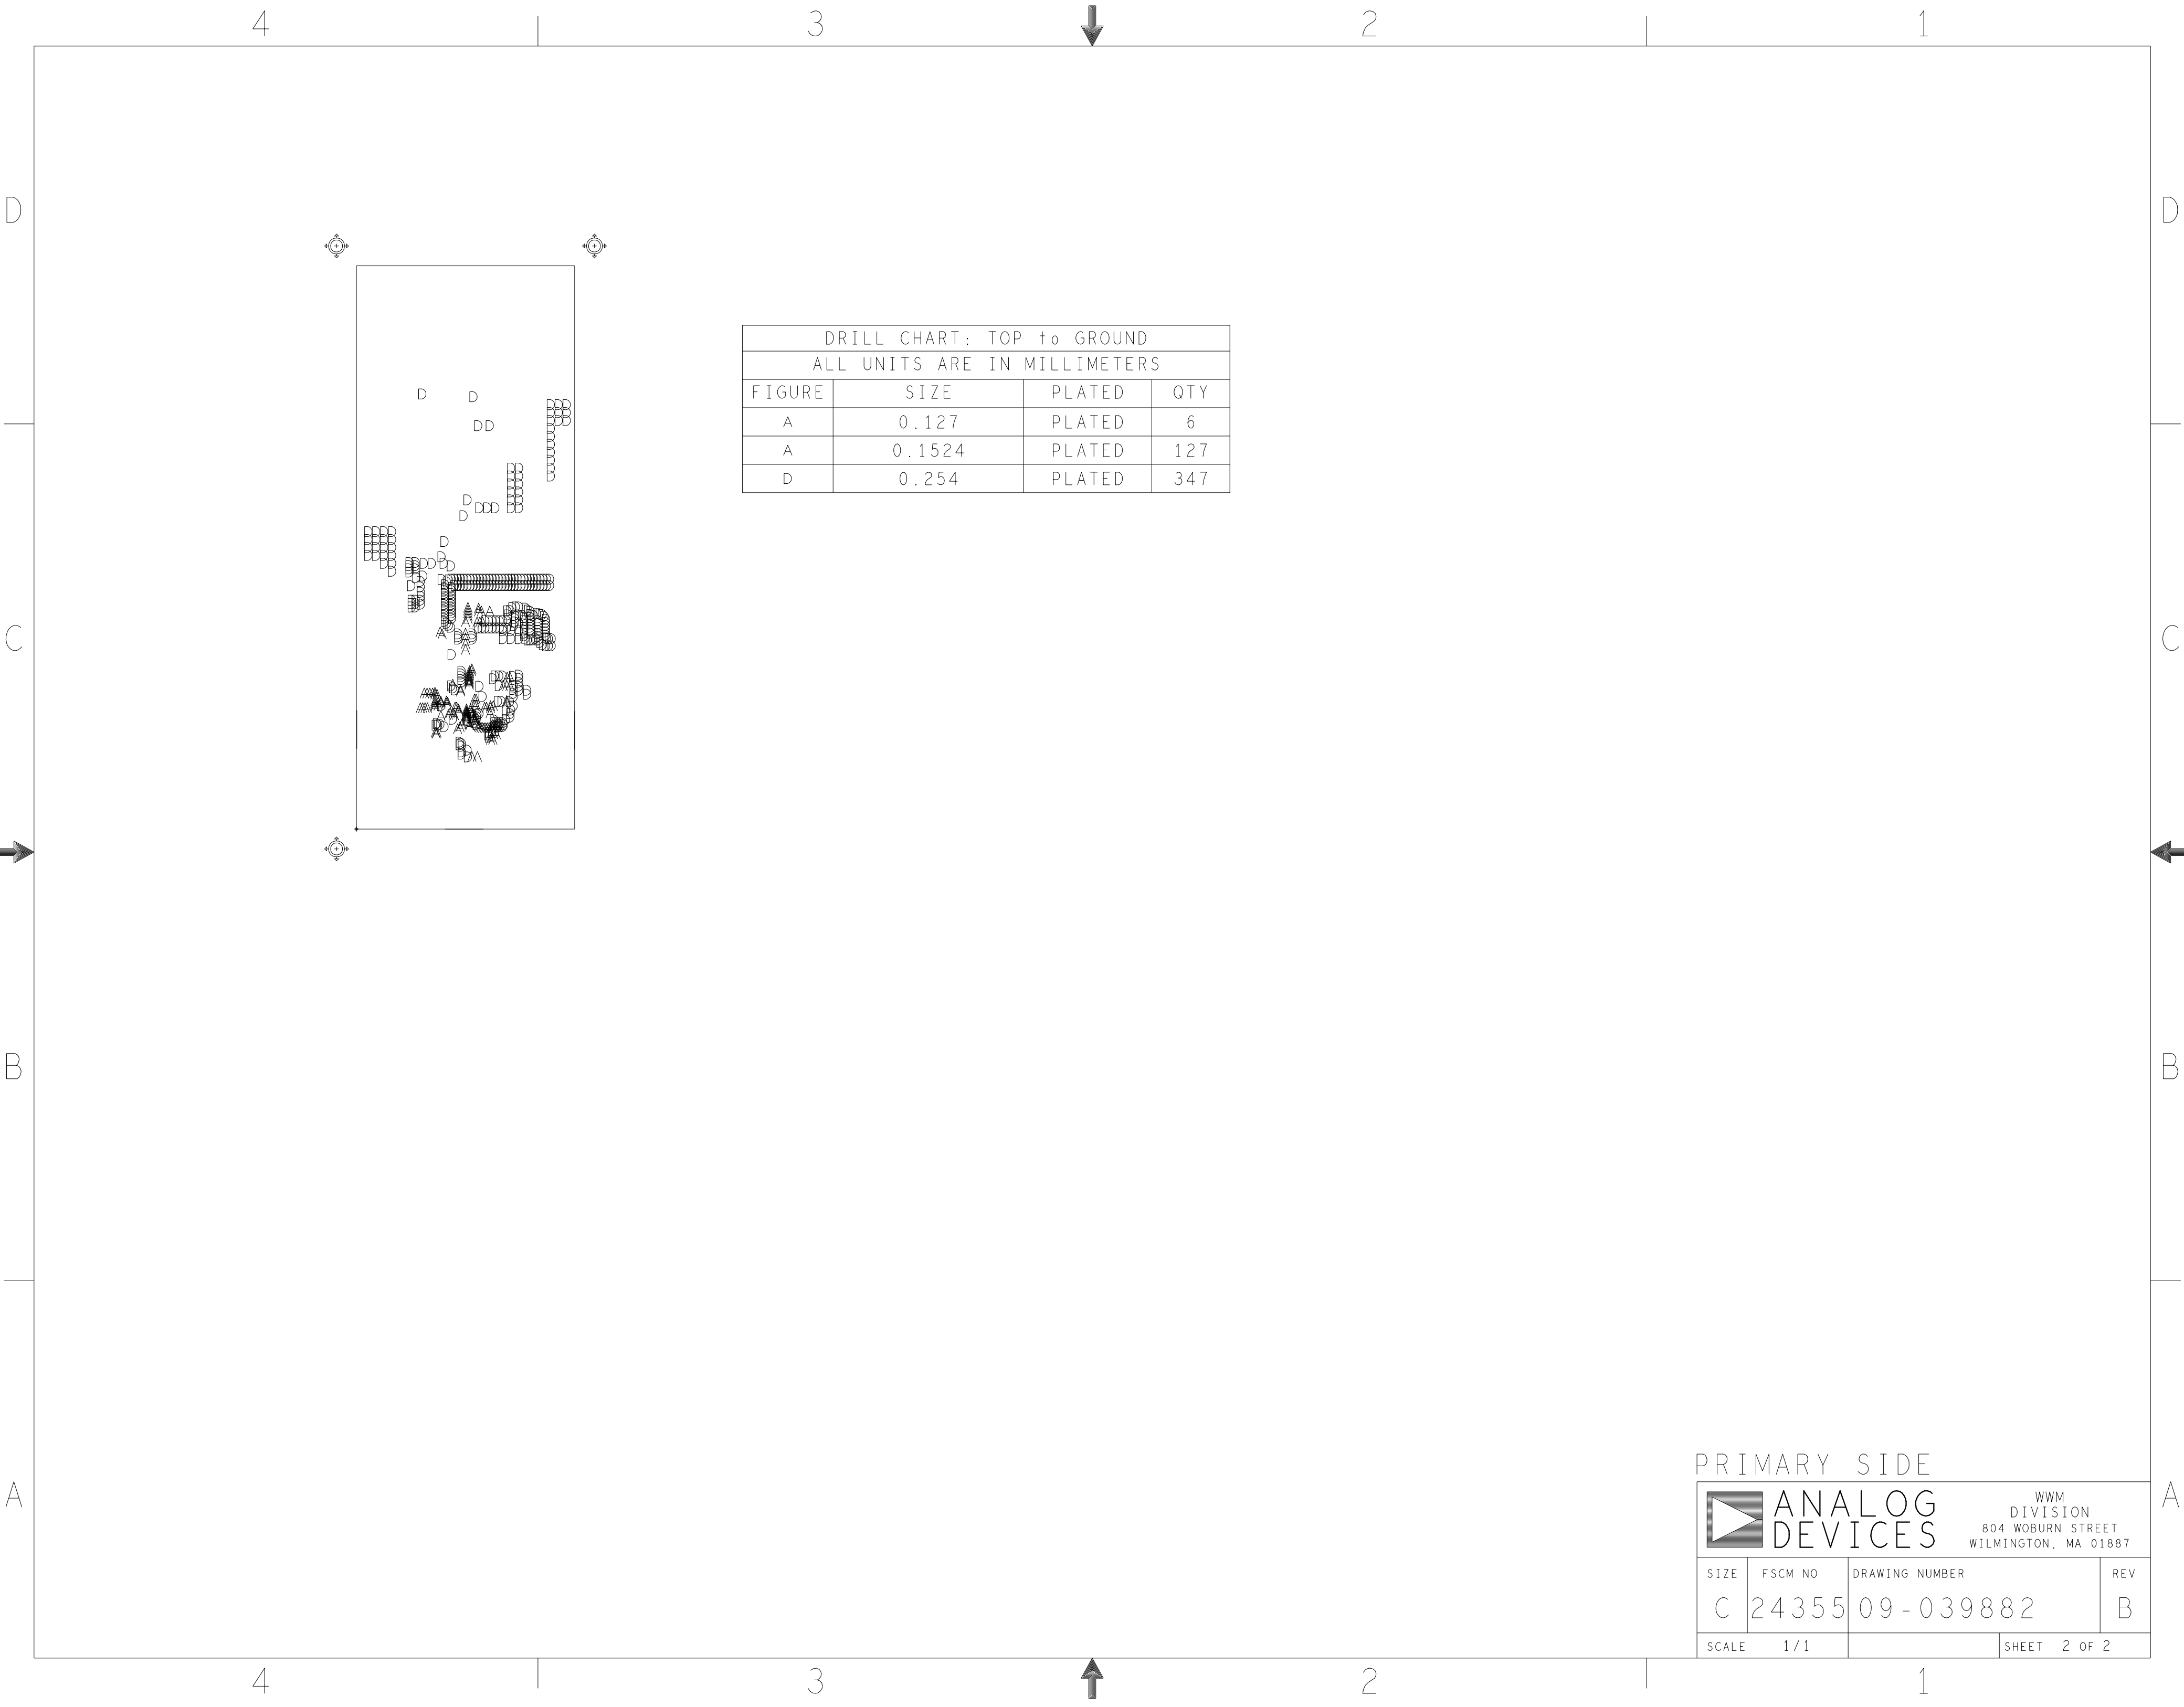 4 3 2 1
D D
DRILL CHART: TOP to GROUND
ALL UNITS ARE IN MILLIMETERS
FIGURE SIZE PLATED QTY
A 0.127 PLATED 6
A 0.1524 PLATED 127
D 0.254 PLATED 347
C C
B B
A A
PRIMARY SIDE
ANALOG
DEVICES
WWM
DIVISION
804 WOBURN STREET
WILMINGTON, MA 01887
SIZE FSCM NO DRAWING NUMBER REV
C 24355 09-039882 B
SCALE 1/1 SHEET 2 OF 2
4 3 2 1